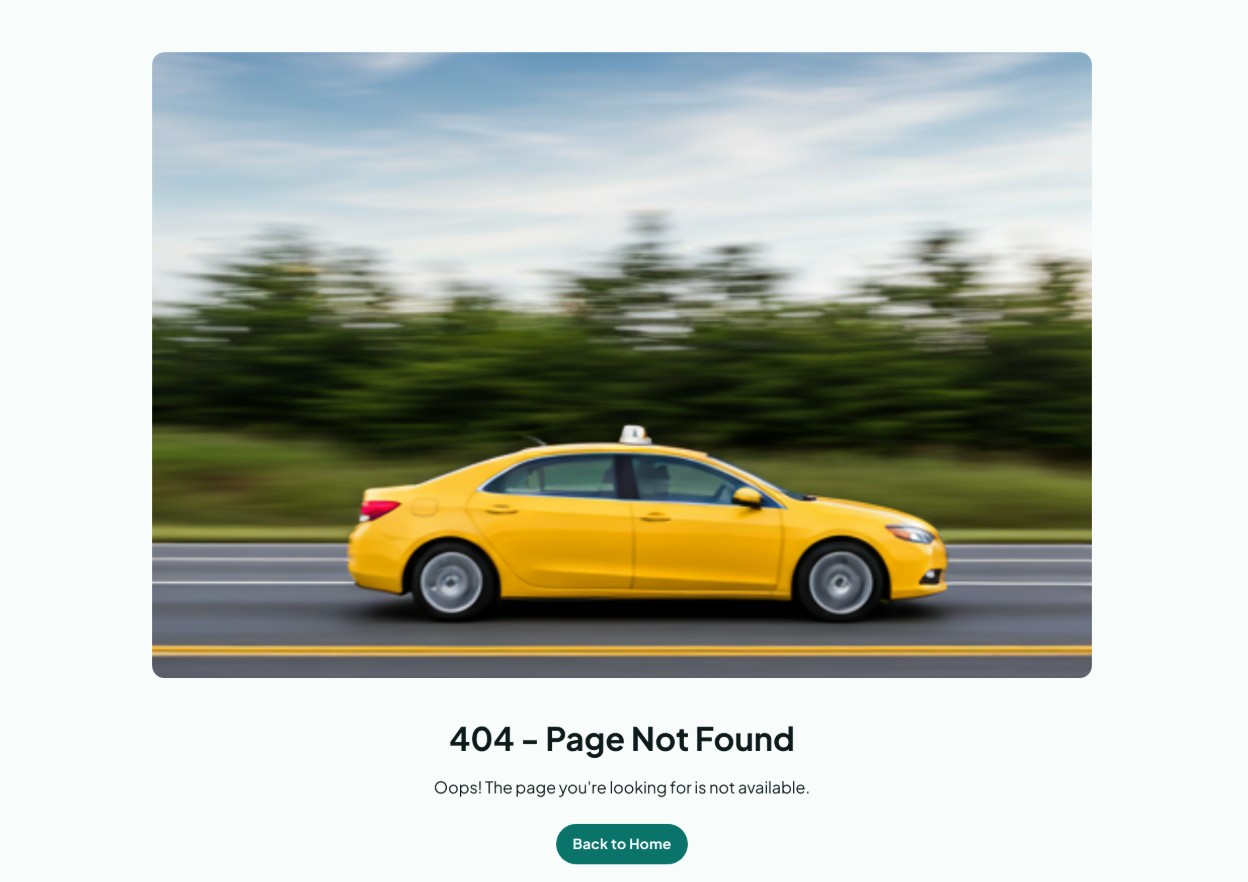 404 – Page Not Found
Oops! The page you're looking for is not available.
Back to Home